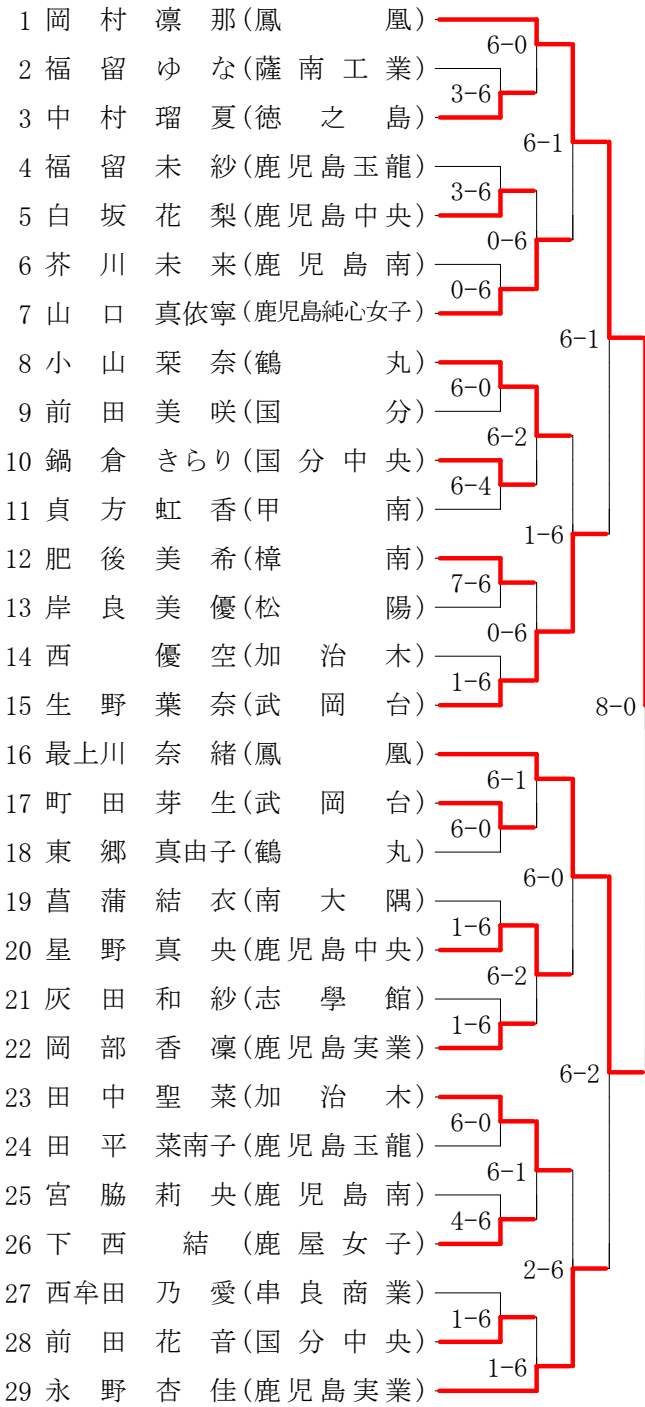 1 岡村凛那(鳳凰)
6-0
2 福留ゆな(薩南工業)
3-6
3 中村瑠夏(徳之島)
6-1
4 福留未紗(鹿児島玉龍)
3-6
5 白坂花梨(鹿児島中央)
0-6
6 芥川未来(鹿児島南)
0-6
7 山口真依寧(鹿児島純心女子)
6-1
8 小山栞奈(鶴丸)
6-0
9 前田美咲(国分)
6-2
10 鍋倉きらり(国分中央)
6-4
11 貞方虹香(甲南)
1-6
12 肥後美希(樟南)
7-6
13 岸良美優(松陽)
0-6
14 西優空(加治木)
1-6
15 生野葉奈(武岡台)
8-0
16 最上川奈緒(鳳凰)
6-1
17 町田芽生(武岡台)
6-0
18 東郷真由子(鶴丸)
6-0
19 菖蒲結衣(南大隅)
1-6
20 星野真央(鹿児島中央)
6-2
21 灰田和紗(志學館)
1-6
22 岡部香凜(鹿児島実業)
6-2
23 田中聖菜(加治木)
6-0
24 田平菜南子(鹿児島玉龍)
6-1
25 宮脇莉央(鹿児島南)
4-6
26 下西結(鹿屋女子)
2-6
27 西牟田乃愛(串良商業)
1-6
28 前田花音(国分中央)
1-6
29 永野杏佳(鹿児島実業)